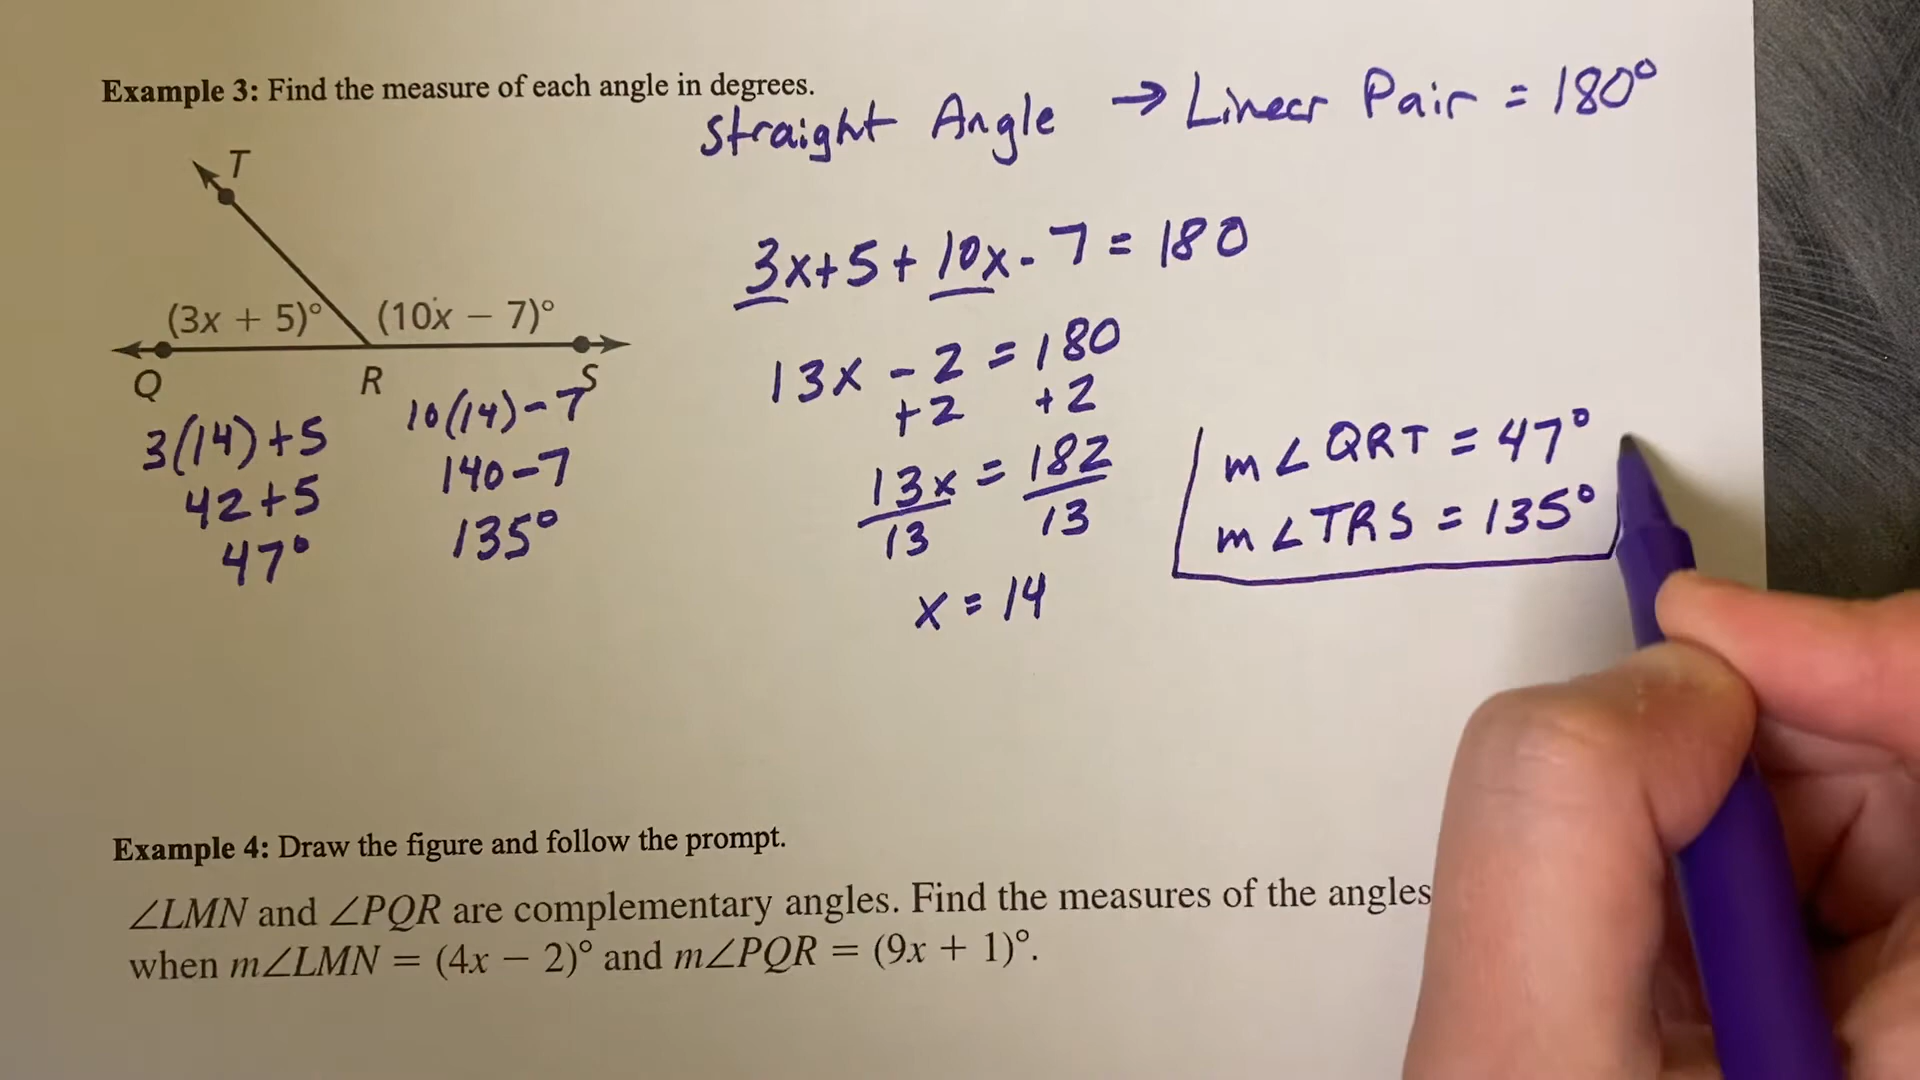 Example 3: Find the measure of each angle in degrees.
Straight Angle → Linear Pair = 180°
T
3x+5+10x-7=180
(3x + 5)° (10x − 7)°
Q R S
13x - 2 = 180
+2 +2
3(14)+5
42+5
47°
10(14)-7
140-7
135°
13x = 182
13 13
x = 14
m∠QRT = 47°
m∠TRS = 135°
Example 4: Draw the figure and follow the prompt.
∠LMN and ∠PQR are complementary angles. Find the measures of the angles
when m∠LMN = (4x − 2)° and m∠PQR = (9x + 1)°.